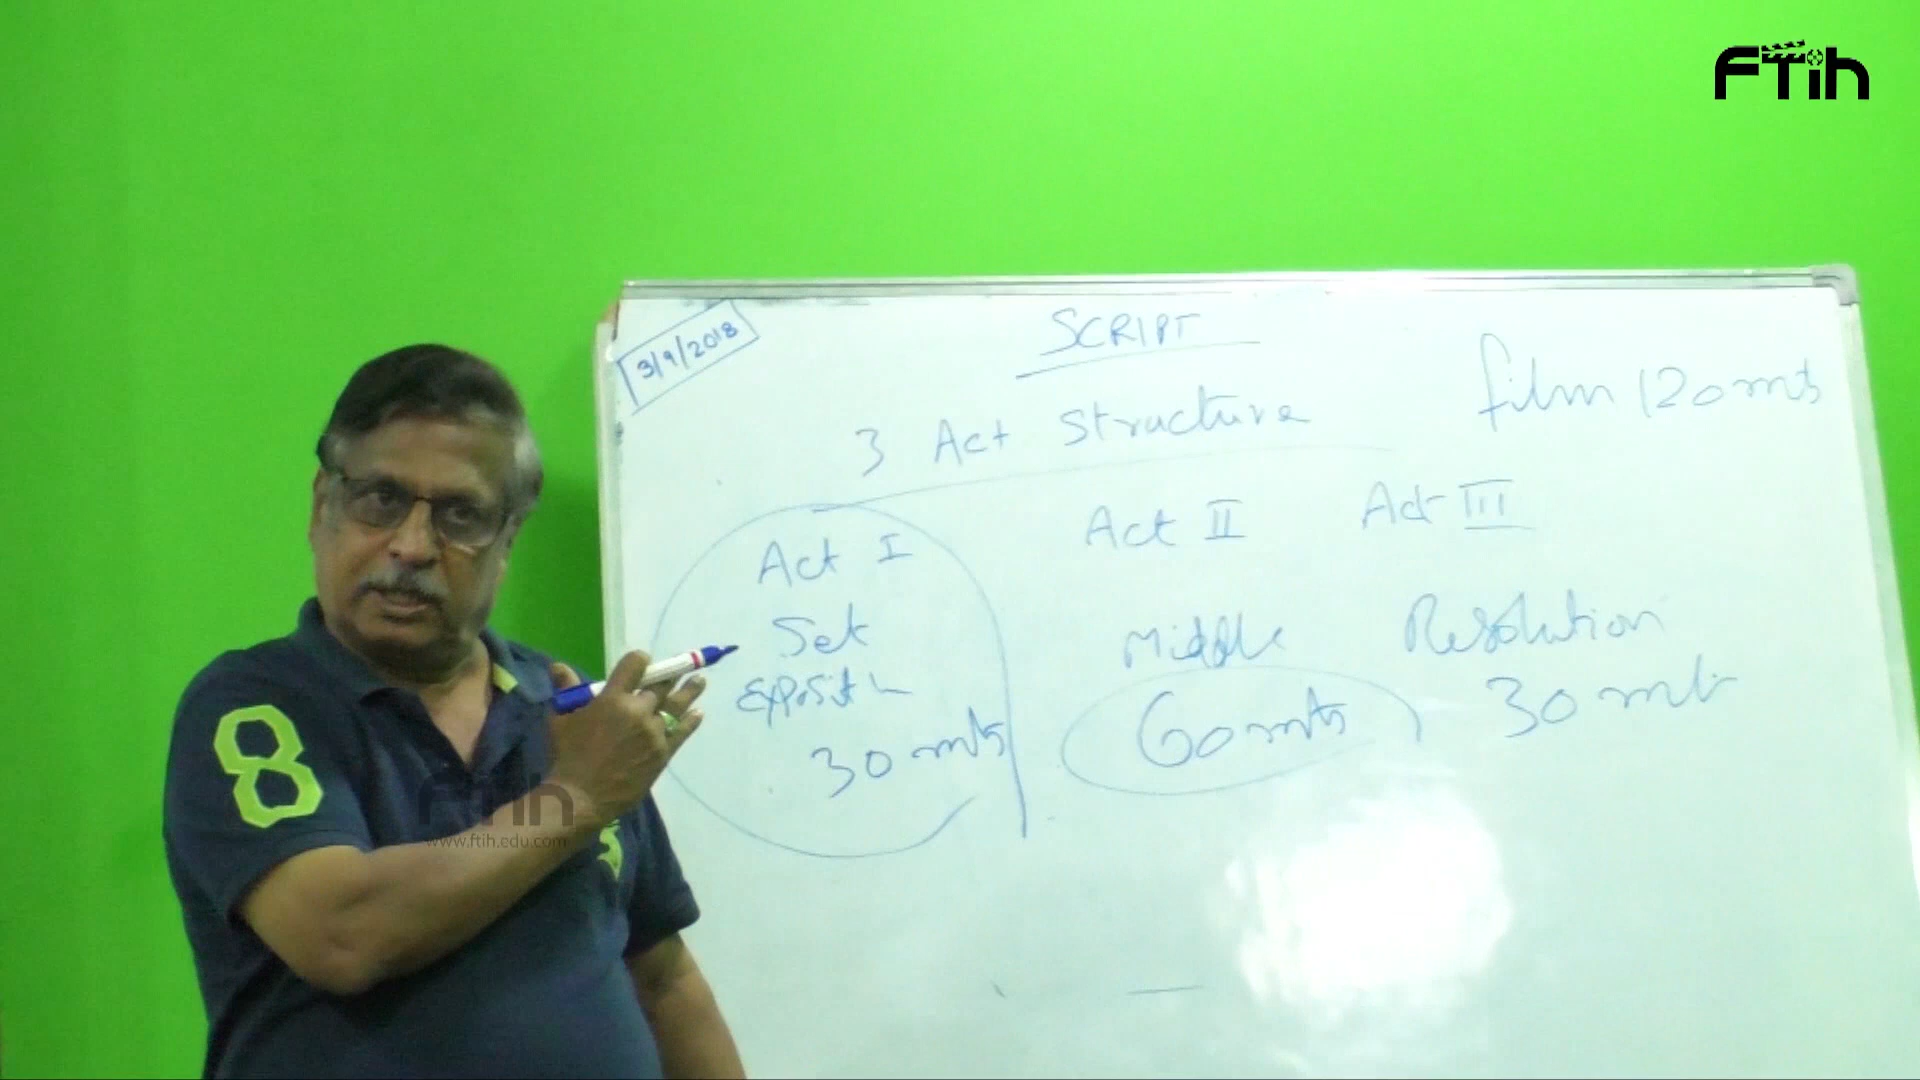 FTih
3/9/2018
SCRIPT
film 120 mts
3 Act Structure
Act I
Act II
Act III
Set
Middle
Resolution
30 mts
60 mts
30 mts
8
ftih
www.ftih.edu.com